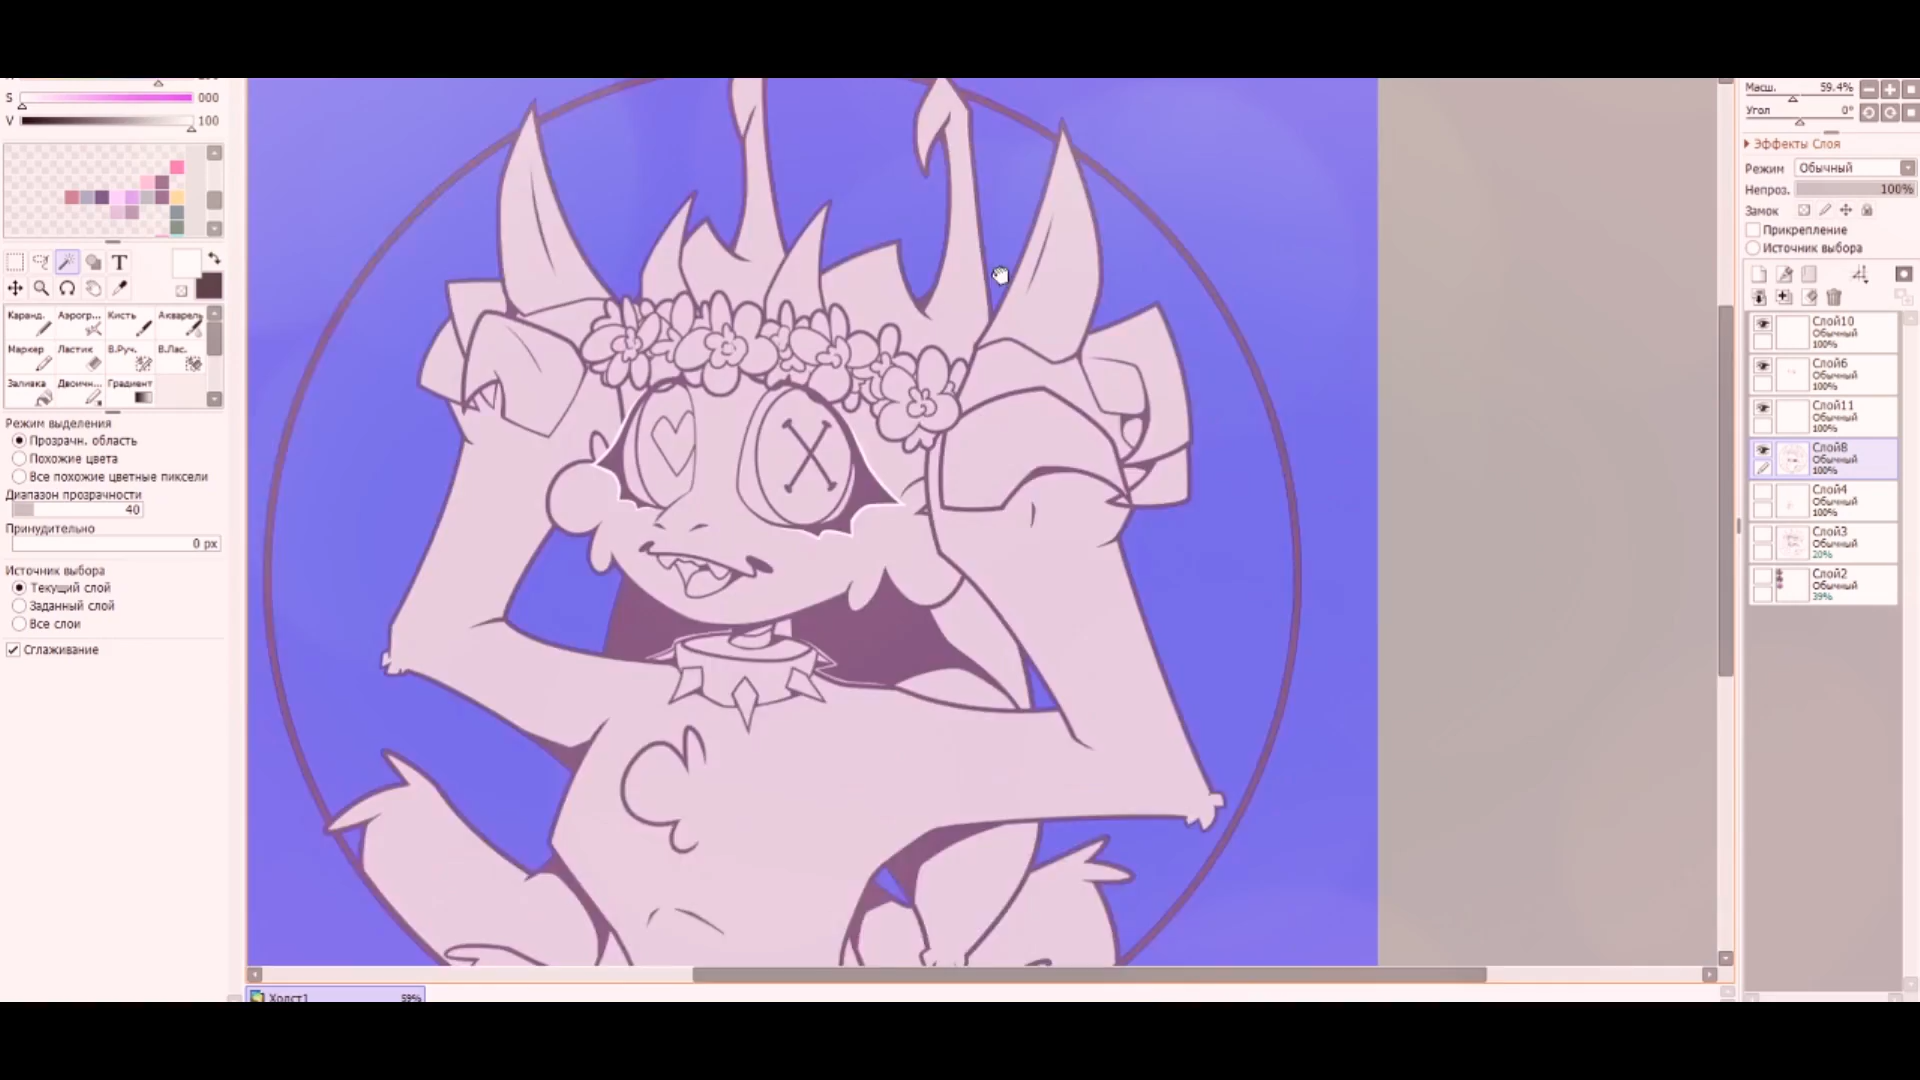 S 000
V 100
T
Каранд. Аэрогр... Кисть Акварель
Маркер Ластик В.Руч. В.Лас.
Заливка Двоичн... Градиент
Режим выделения
Прозрачн. область
Похожие цвета
Все похожие цветные пиксели
Диапазон прозрачности
40
Принудительно
0 px
Источник выбора
Текущий слой
Заданный слой
Все слои
Сглаживание
Холст1 59%
Масш. 59.4%
Угол 0°
Эффекты Слоя
Режим Обычный
Непроз. 100%
Замок
Прикрепление
Источник выбора
Слой10
Обычный
100%
Слой6
Обычный
100%
Слой11
Обычный
100%
Слой8
Обычный
100%
Слой4
Обычный
100%
Слой3
Обычный
20%
Слой2
Обычный
39%